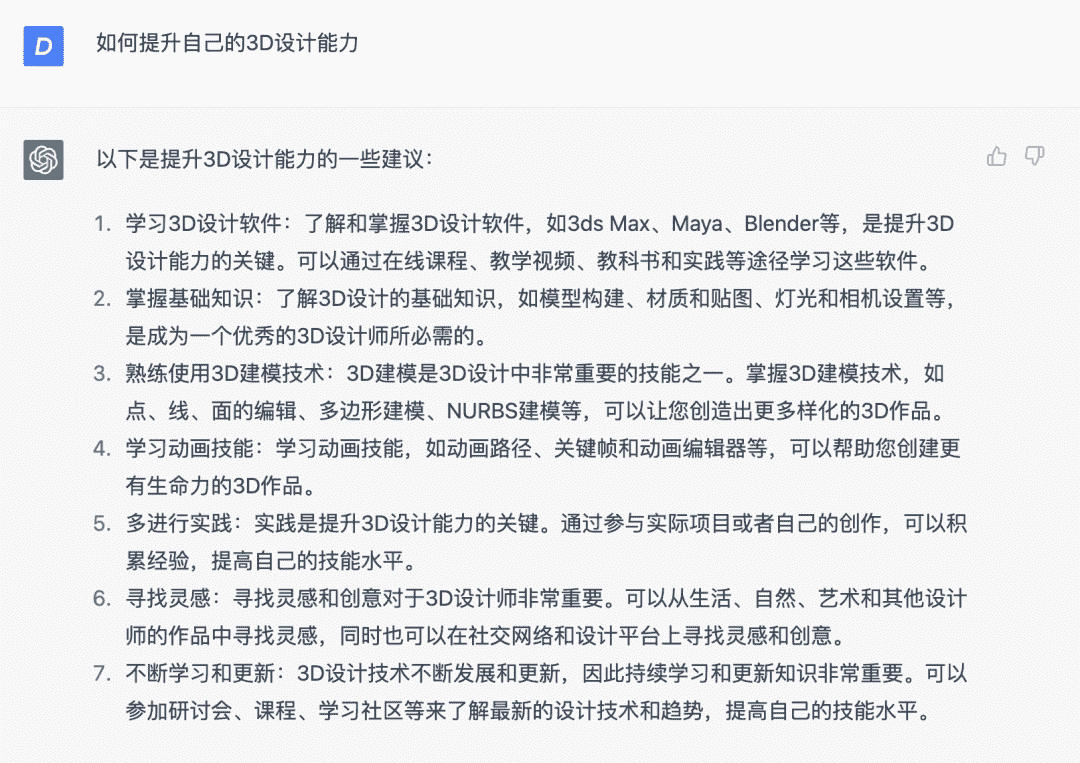 D
如何提升自己的3D设计能力
以下是提升3D设计能力的一些建议：
1. 学习3D设计软件：了解和掌握3D设计软件，如3ds Max、Maya、Blender等，是提升3D
设计能力的关键。可以通过在线课程、教学视频、教科书和实践等途径学习这些软件。
2. 掌握基础知识：了解3D设计的基础知识，如模型构建、材质和贴图、灯光和相机设置等，
是成为一个优秀的3D设计师所必需的。
3. 熟练使用3D建模技术：3D建模是3D设计中非常重要的技能之一。掌握3D建模技术，如
点、线、面的编辑、多边形建模、NURBS建模等，可以让您创造出更多样化的3D作品。
4. 学习动画技能：学习动画技能，如动画路径、关键帧和动画编辑器等，可以帮助您创建更
有生命力的3D作品。
5. 多进行实践：实践是提升3D设计能力的关键。通过参与实际项目或者自己的创作，可以积
累经验，提高自己的技能水平。
6. 寻找灵感：寻找灵感和创意对于3D设计师非常重要。可以从生活、自然、艺术和其他设计
师的作品中寻找灵感，同时也可以在社交网络和设计平台上寻找灵感和创意。
7. 不断学习和更新：3D设计技术不断发展和更新，因此持续学习和更新知识非常重要。可以
参加研讨会、课程、学习社区等来了解最新的设计技术和趋势，提高自己的技能水平。